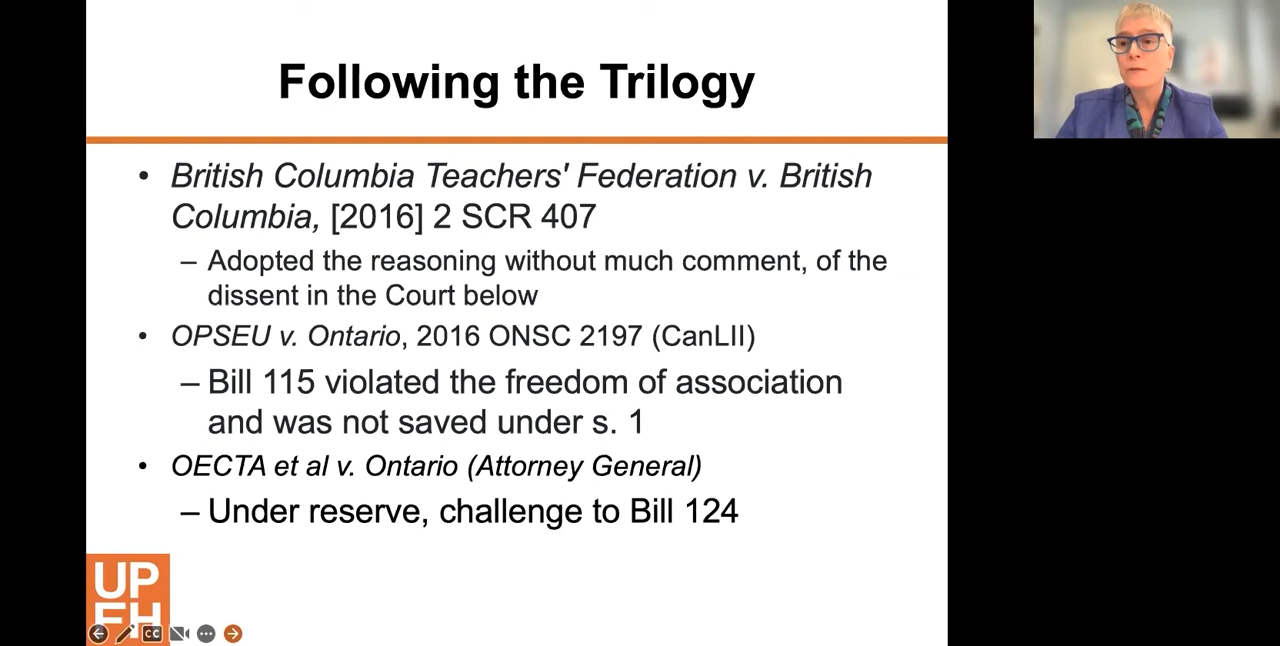 Following the Trilogy
• British Columbia Teachers' Federation v. British
Columbia, [2016] 2 SCR 407
– Adopted the reasoning without much comment, of the
dissent in the Court below
• OPSEU v. Ontario, 2016 ONSC 2197 (CanLII)
– Bill 115 violated the freedom of association
and was not saved under s. 1
• OECTA et al v. Ontario (Attorney General)
– Under reserve, challenge to Bill 124
UP
FH
CC